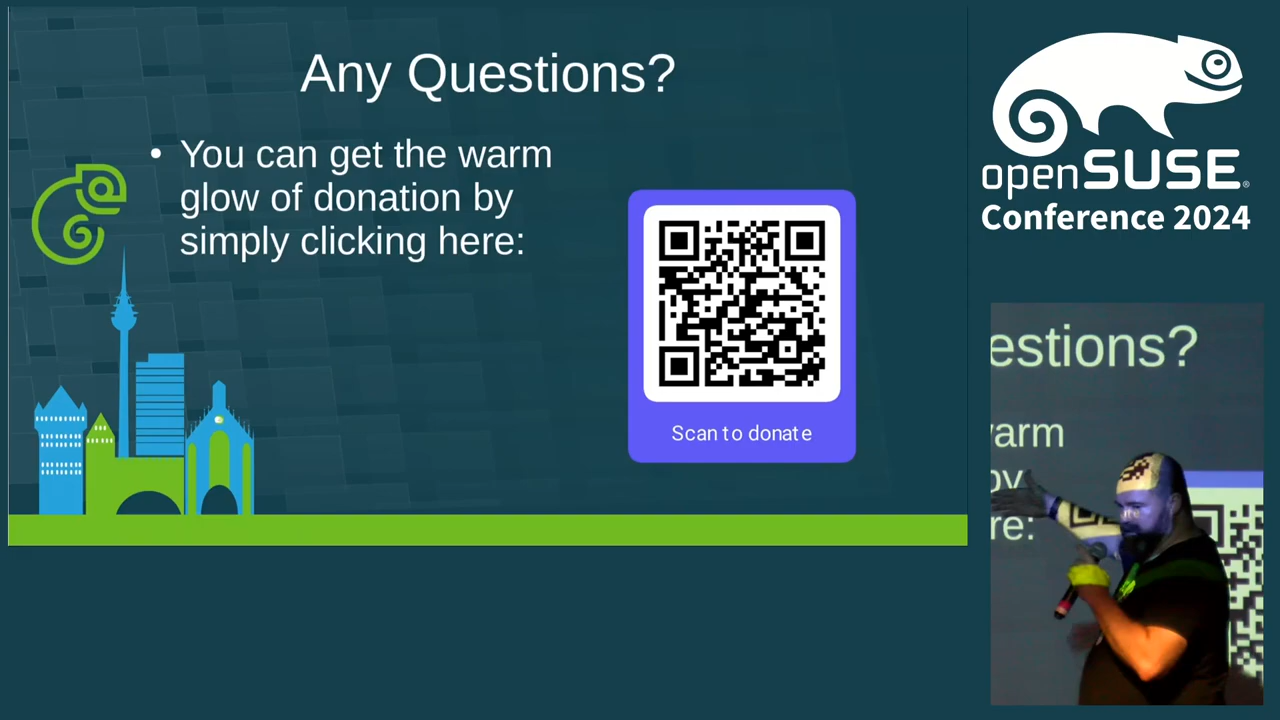 Any Questions?
• You can get the warm
glow of donation by
simply clicking here:
Scan to donate
openSUSE®
Conference 2024
estions?
arm
by
re: